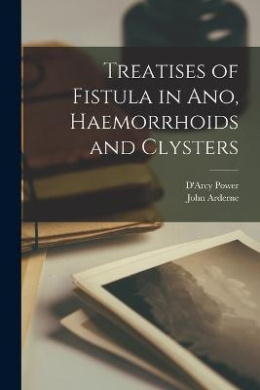 Treatises of
Fistula in Ano,
Haemorrhoids
and Clysters
D'Arcy Power
John Arderne